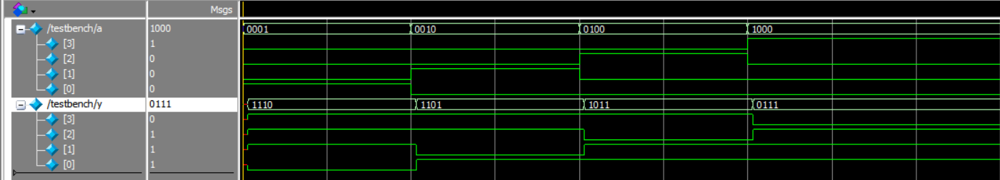 Msgs
/testbench/a 1000 0001 0010 0100 1000
[3] 1
[2] 0
[1] 0
[0] 0
/testbench/y 0111 1110 1101 1011 0111
[3] 0
[2] 1
[1] 1
[0] 1